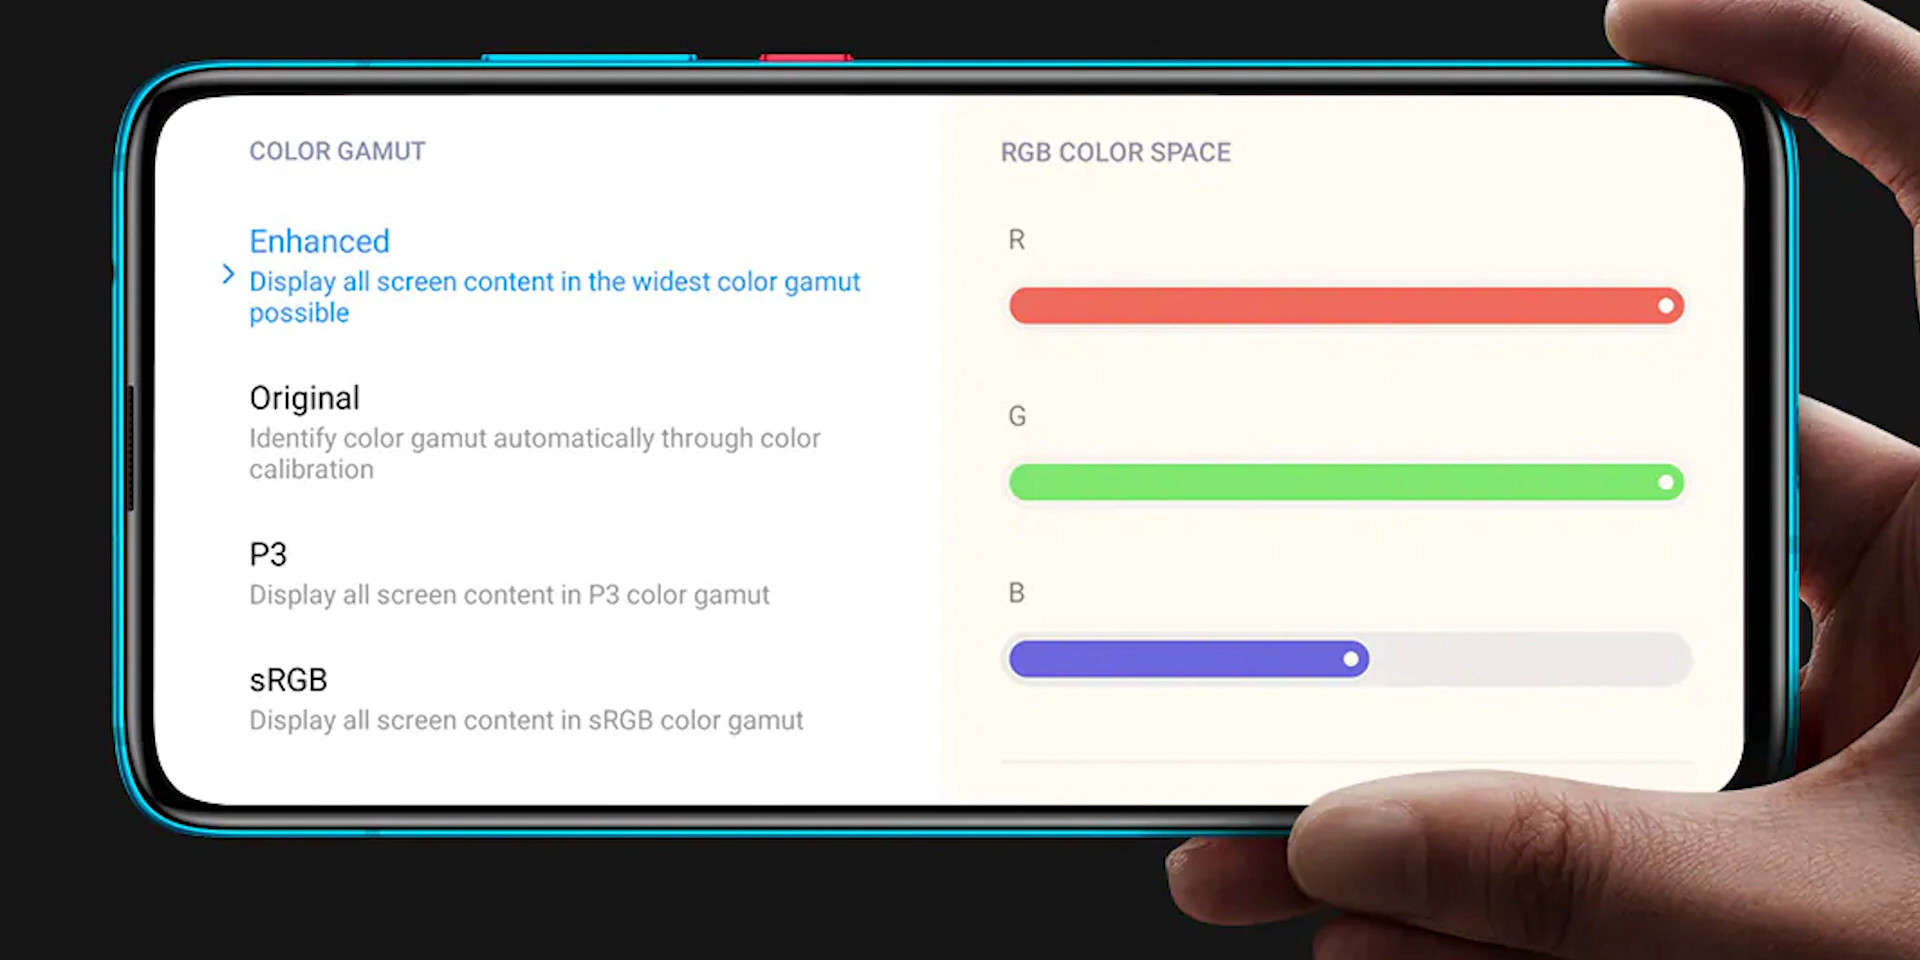 COLOR GAMUT
Enhanced
Display all screen content in the widest color gamut
possible
Original
Identify color gamut automatically through color
calibration
P3
Display all screen content in P3 color gamut
sRGB
Display all screen content in sRGB color gamut
RGB COLOR SPACE
R
G
B